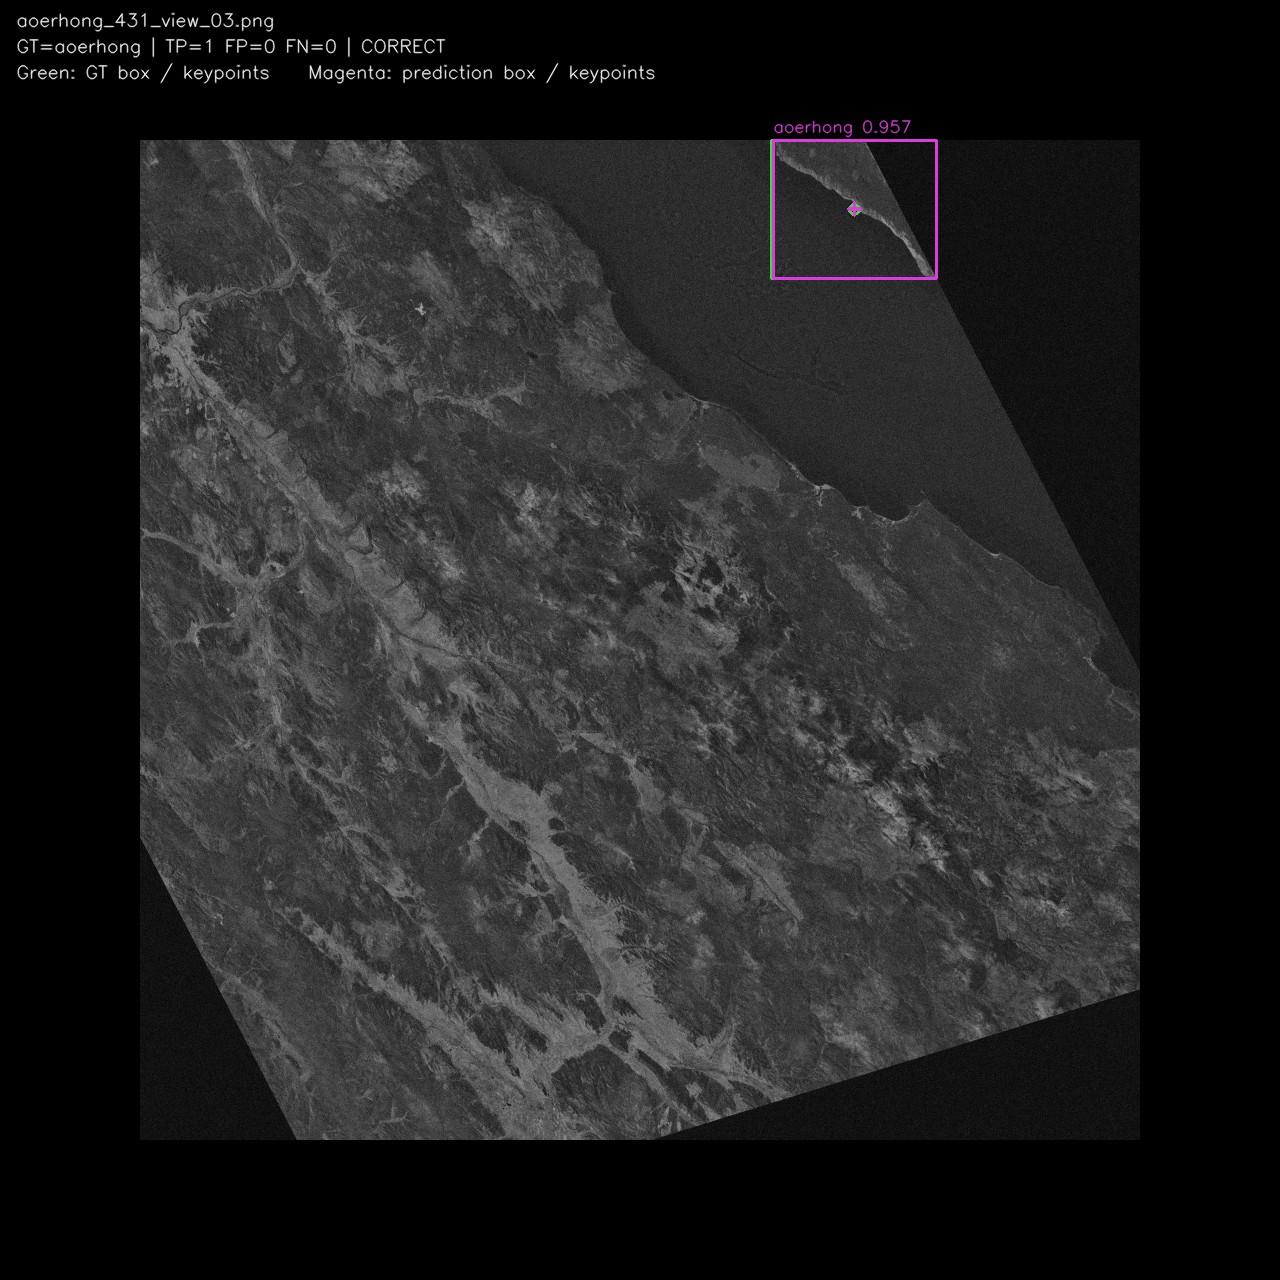 aoerhong_431_view_03.png
GT=aoerhong | TP=1 FP=0 FN=0 | CORRECT
Green: GT box / keypoints Magenta: prediction box / keypoints
aoerhong 0.957